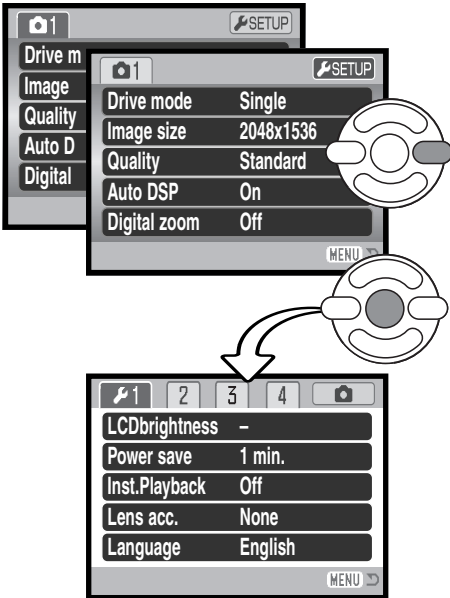 1 SETUP
Drive m
Image
Quality
Auto D
Digital
1 SETUP
Drive mode Single
Image size 2048x1536
Quality Standard
Auto DSP On
Digital zoom Off
MENU
1 2 3 4
LCDbrightness –
Power save 1 min.
Inst.Playback Off
Lens acc. None
Language English
MENU